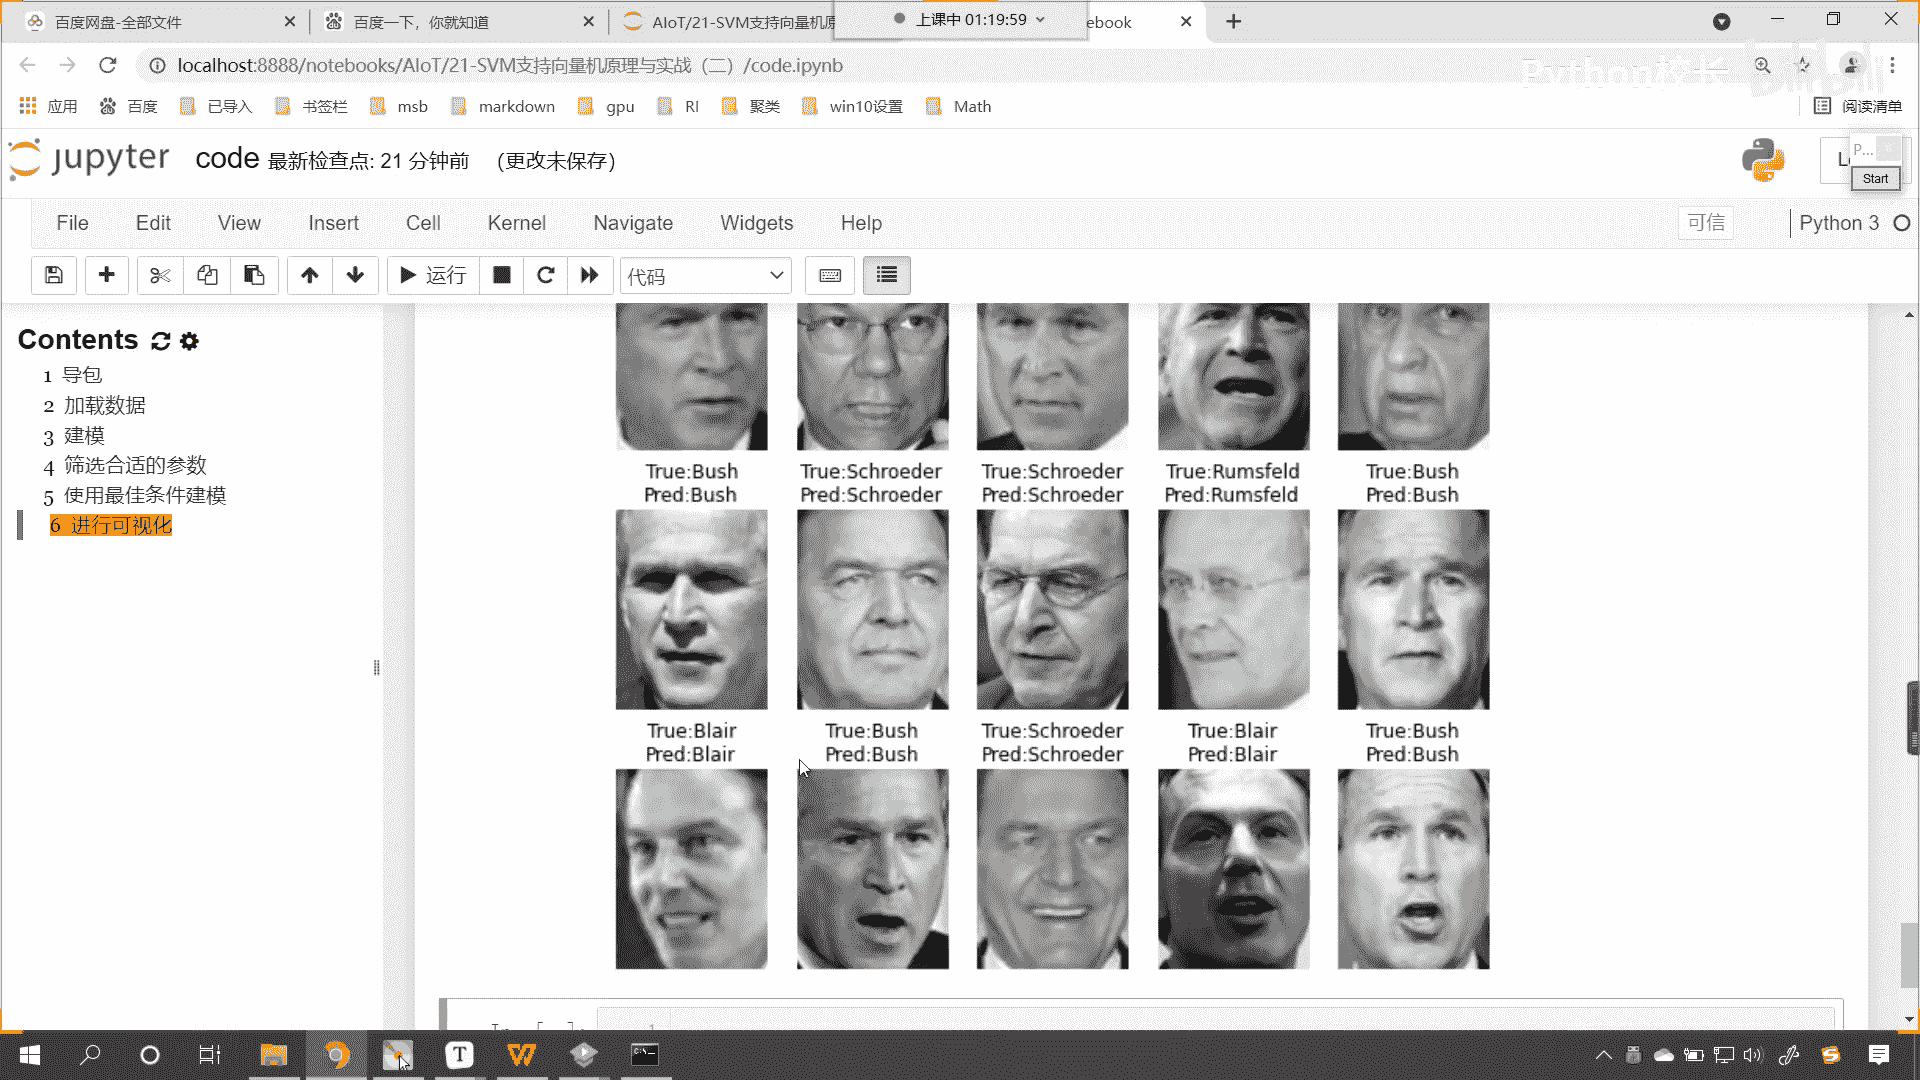 百度网盘-全部文件
百度一下，你就知道
AIoT/21-SVM支持向量机原
上课中 01:19:59
ebook
localhost:8888/notebooks/AIoT/21-SVM支持向量机原理与实战（二）/code.ipynb
Python校长
bilibili
应用 百度 已导入 书签栏 msb markdown gpu RI 聚类 win10设置 Math 阅读清单
jupyter code 最新检查点: 21 分钟前 （更改未保存）
P...
Start
File Edit View Insert Cell Kernel Navigate Widgets Help 可信 Python 3
运行 代码
Contents
1 导包
2 加载数据
3 建模
4 筛选合适的参数
5 使用最佳条件建模
6 进行可视化
True:Bush True:Schroeder True:Schroeder True:Rumsfeld True:Bush
Pred:Bush Pred:Schroeder Pred:Schroeder Pred:Rumsfeld Pred:Bush
True:Blair True:Bush True:Schroeder True:Blair True:Bush
Pred:Blair Pred:Bush Pred:Schroeder Pred:Blair Pred:Bush